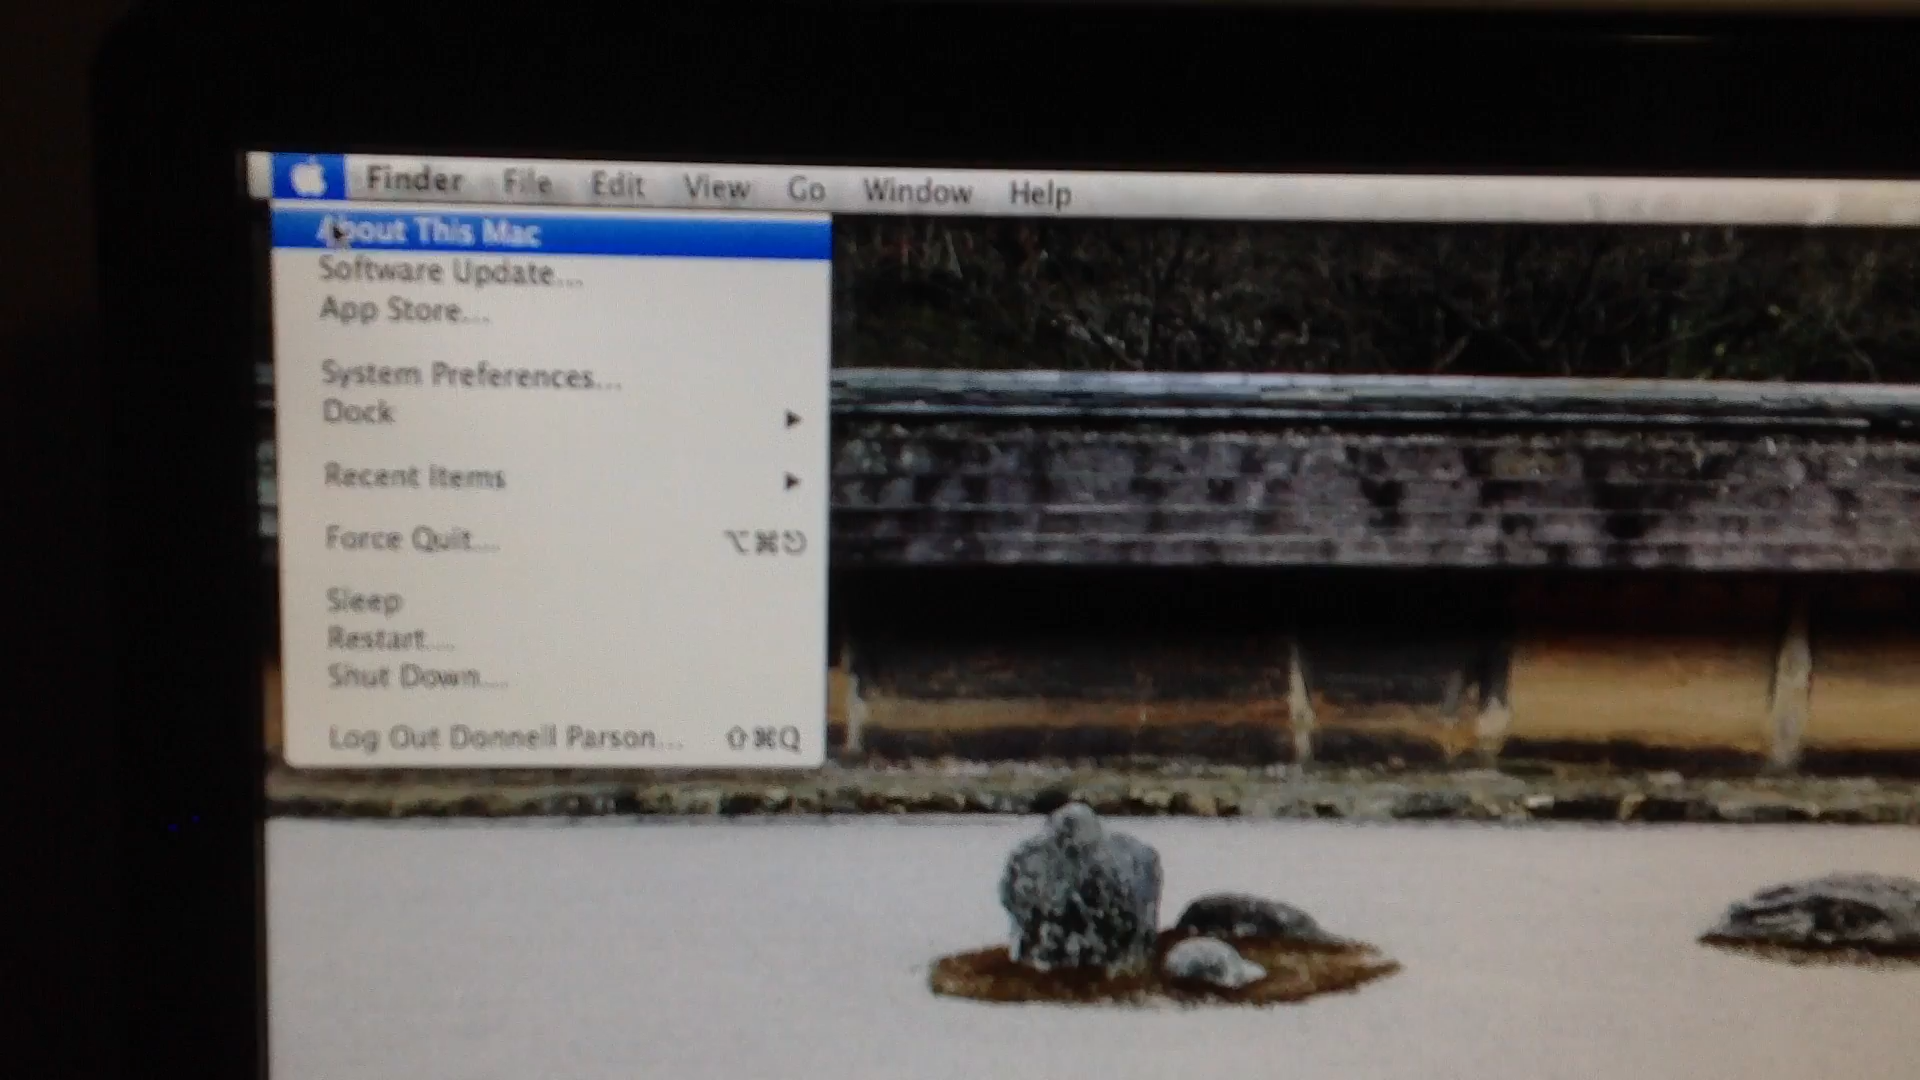 Finder File Edit View Go Window Help
About This Mac
Software Update...
App Store...
System Preferences...
Dock
Recent Items
Force Quit... ⌥⌘⎋
Sleep
Restart...
Shut Down...
Log Out Donnell Parson... ⇧⌘Q